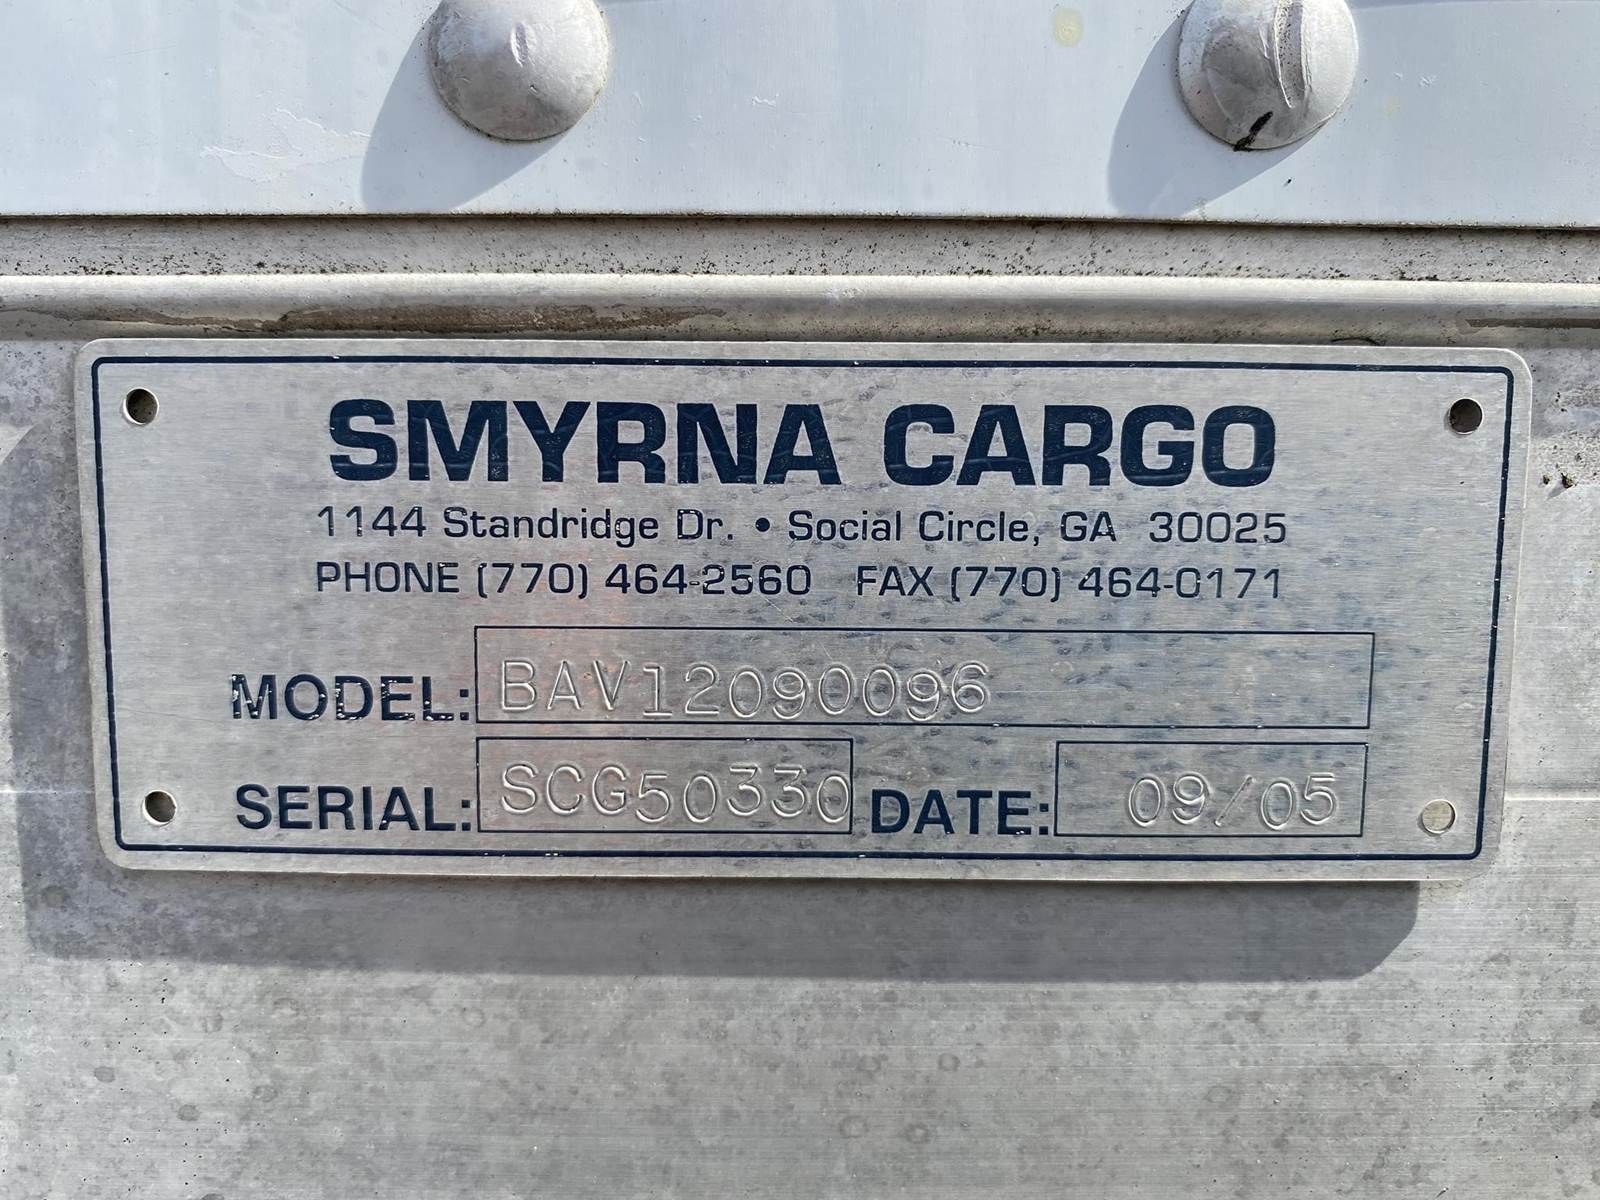 SMYRNA CARGO
1144 Standridge Dr. • Social Circle, GA 30025
PHONE (770) 464-2560 FAX (770) 464-0171
MODEL: BAV12090096
SERIAL: SCG50330 DATE: 09/05